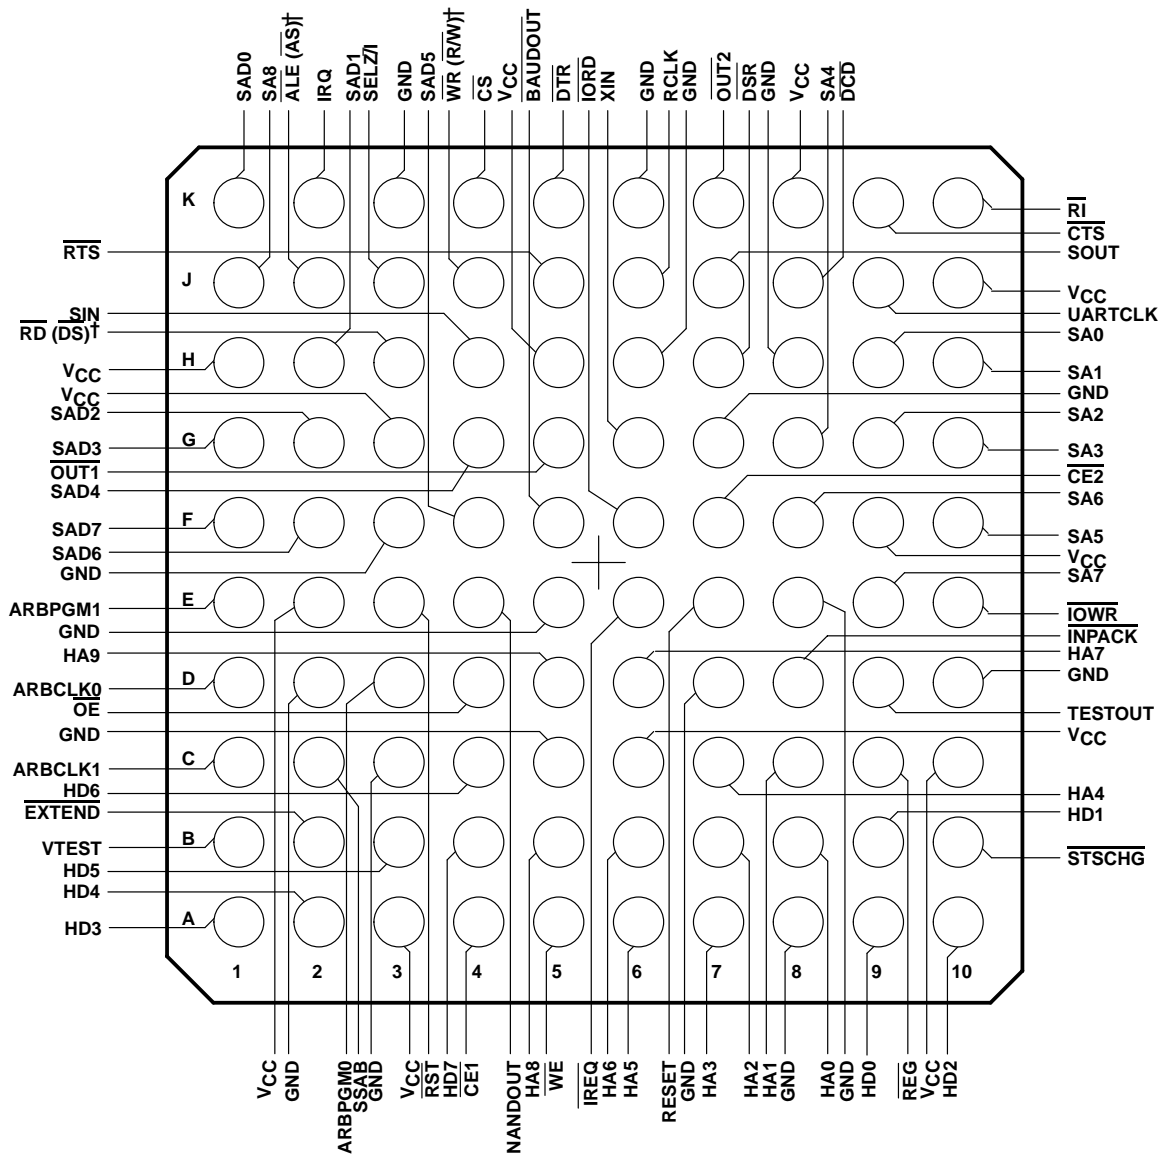 SAD0
SA8
ALE (AS)†
IRQ
SAD1
SELZ/I
GND
SAD5
WR (R/W)†
CS
VCC
BAUDOUT
DTR
IORD
XIN
GND
RCLK
GND
OUT2
DSR
GND
VCC
SA4
DCD
RTS
SIN
RD (DS)†
VCC
VCC
SAD2
SAD3
OUT1
SAD4
SAD7
SAD6
GND
ARBPGM1
GND
HA9
ARBCLK0
OE
GND
ARBCLK1
HD6
EXTEND
VTEST
HD5
HD4
HD3
K
J
H
G
F
E
D
C
B
A
1 2 3 4 5 6 7 8 9 10
RI
CTS
SOUT
VCC
UARTCLK
SA0
SA1
GND
SA2
SA3
CE2
SA6
SA5
VCC
SA7
IOWR
INPACK
HA7
GND
TESTOUT
VCC
HA4
HD1
STSCHG
VCC
GND
ARBPGM0
SSAB
GND
VCC
RST
HD7
CE1
NANDOUT
HA8
WE
IREQ
HA6
HA5
RESET
GND
HA3
HA2
HA1
GND
HA0
GND
HD0
REG
VCC
HD2